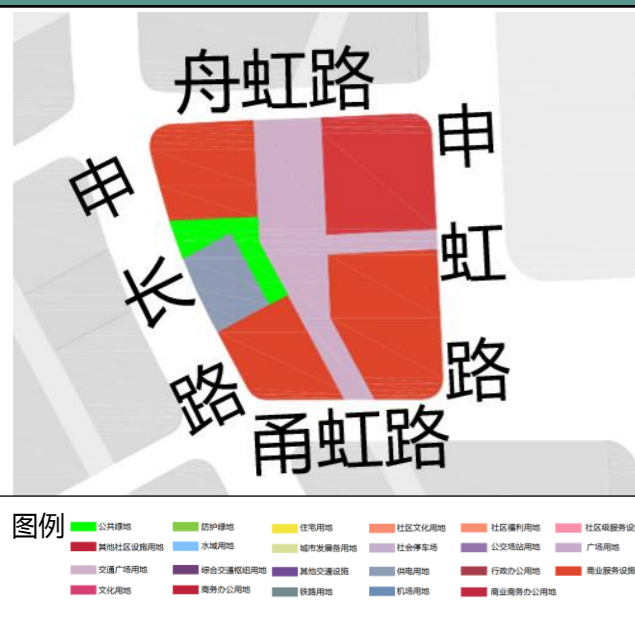 舟虹路
申长路
申虹路
甬虹路
图例
公共绿地 防护绿地 住宅用地 社区文化用地 社区福利用地 社区级服务设
其他社区设施用地 水域用地 城市发展备用地 社会停车场 公交场站用地 广场用地
交通广场用地 综合交通枢纽用地 其他交通设施 供电用地 行政办公用地 商业服务设施
文化用地 商务办公用地 铁路用地 机场用地 商业商务办公用地